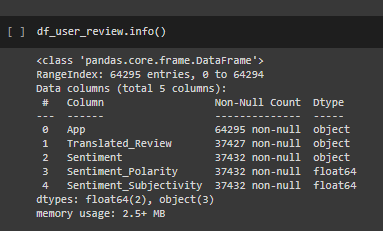 [ ] df_user_review.info()
<class 'pandas.core.frame.DataFrame'>
RangeIndex: 64295 entries, 0 to 64294
Data columns (total 5 columns):
 #   Column                  Non-Null Count  Dtype
---  ------                  --------------  -----
 0   App                     64295 non-null  object
 1   Translated_Review       37427 non-null  object
 2   Sentiment               37432 non-null  object
 3   Sentiment_Polarity      37432 non-null  float64
 4   Sentiment_Subjectivity  37432 non-null  float64
dtypes: float64(2), object(3)
memory usage: 2.5+ MB